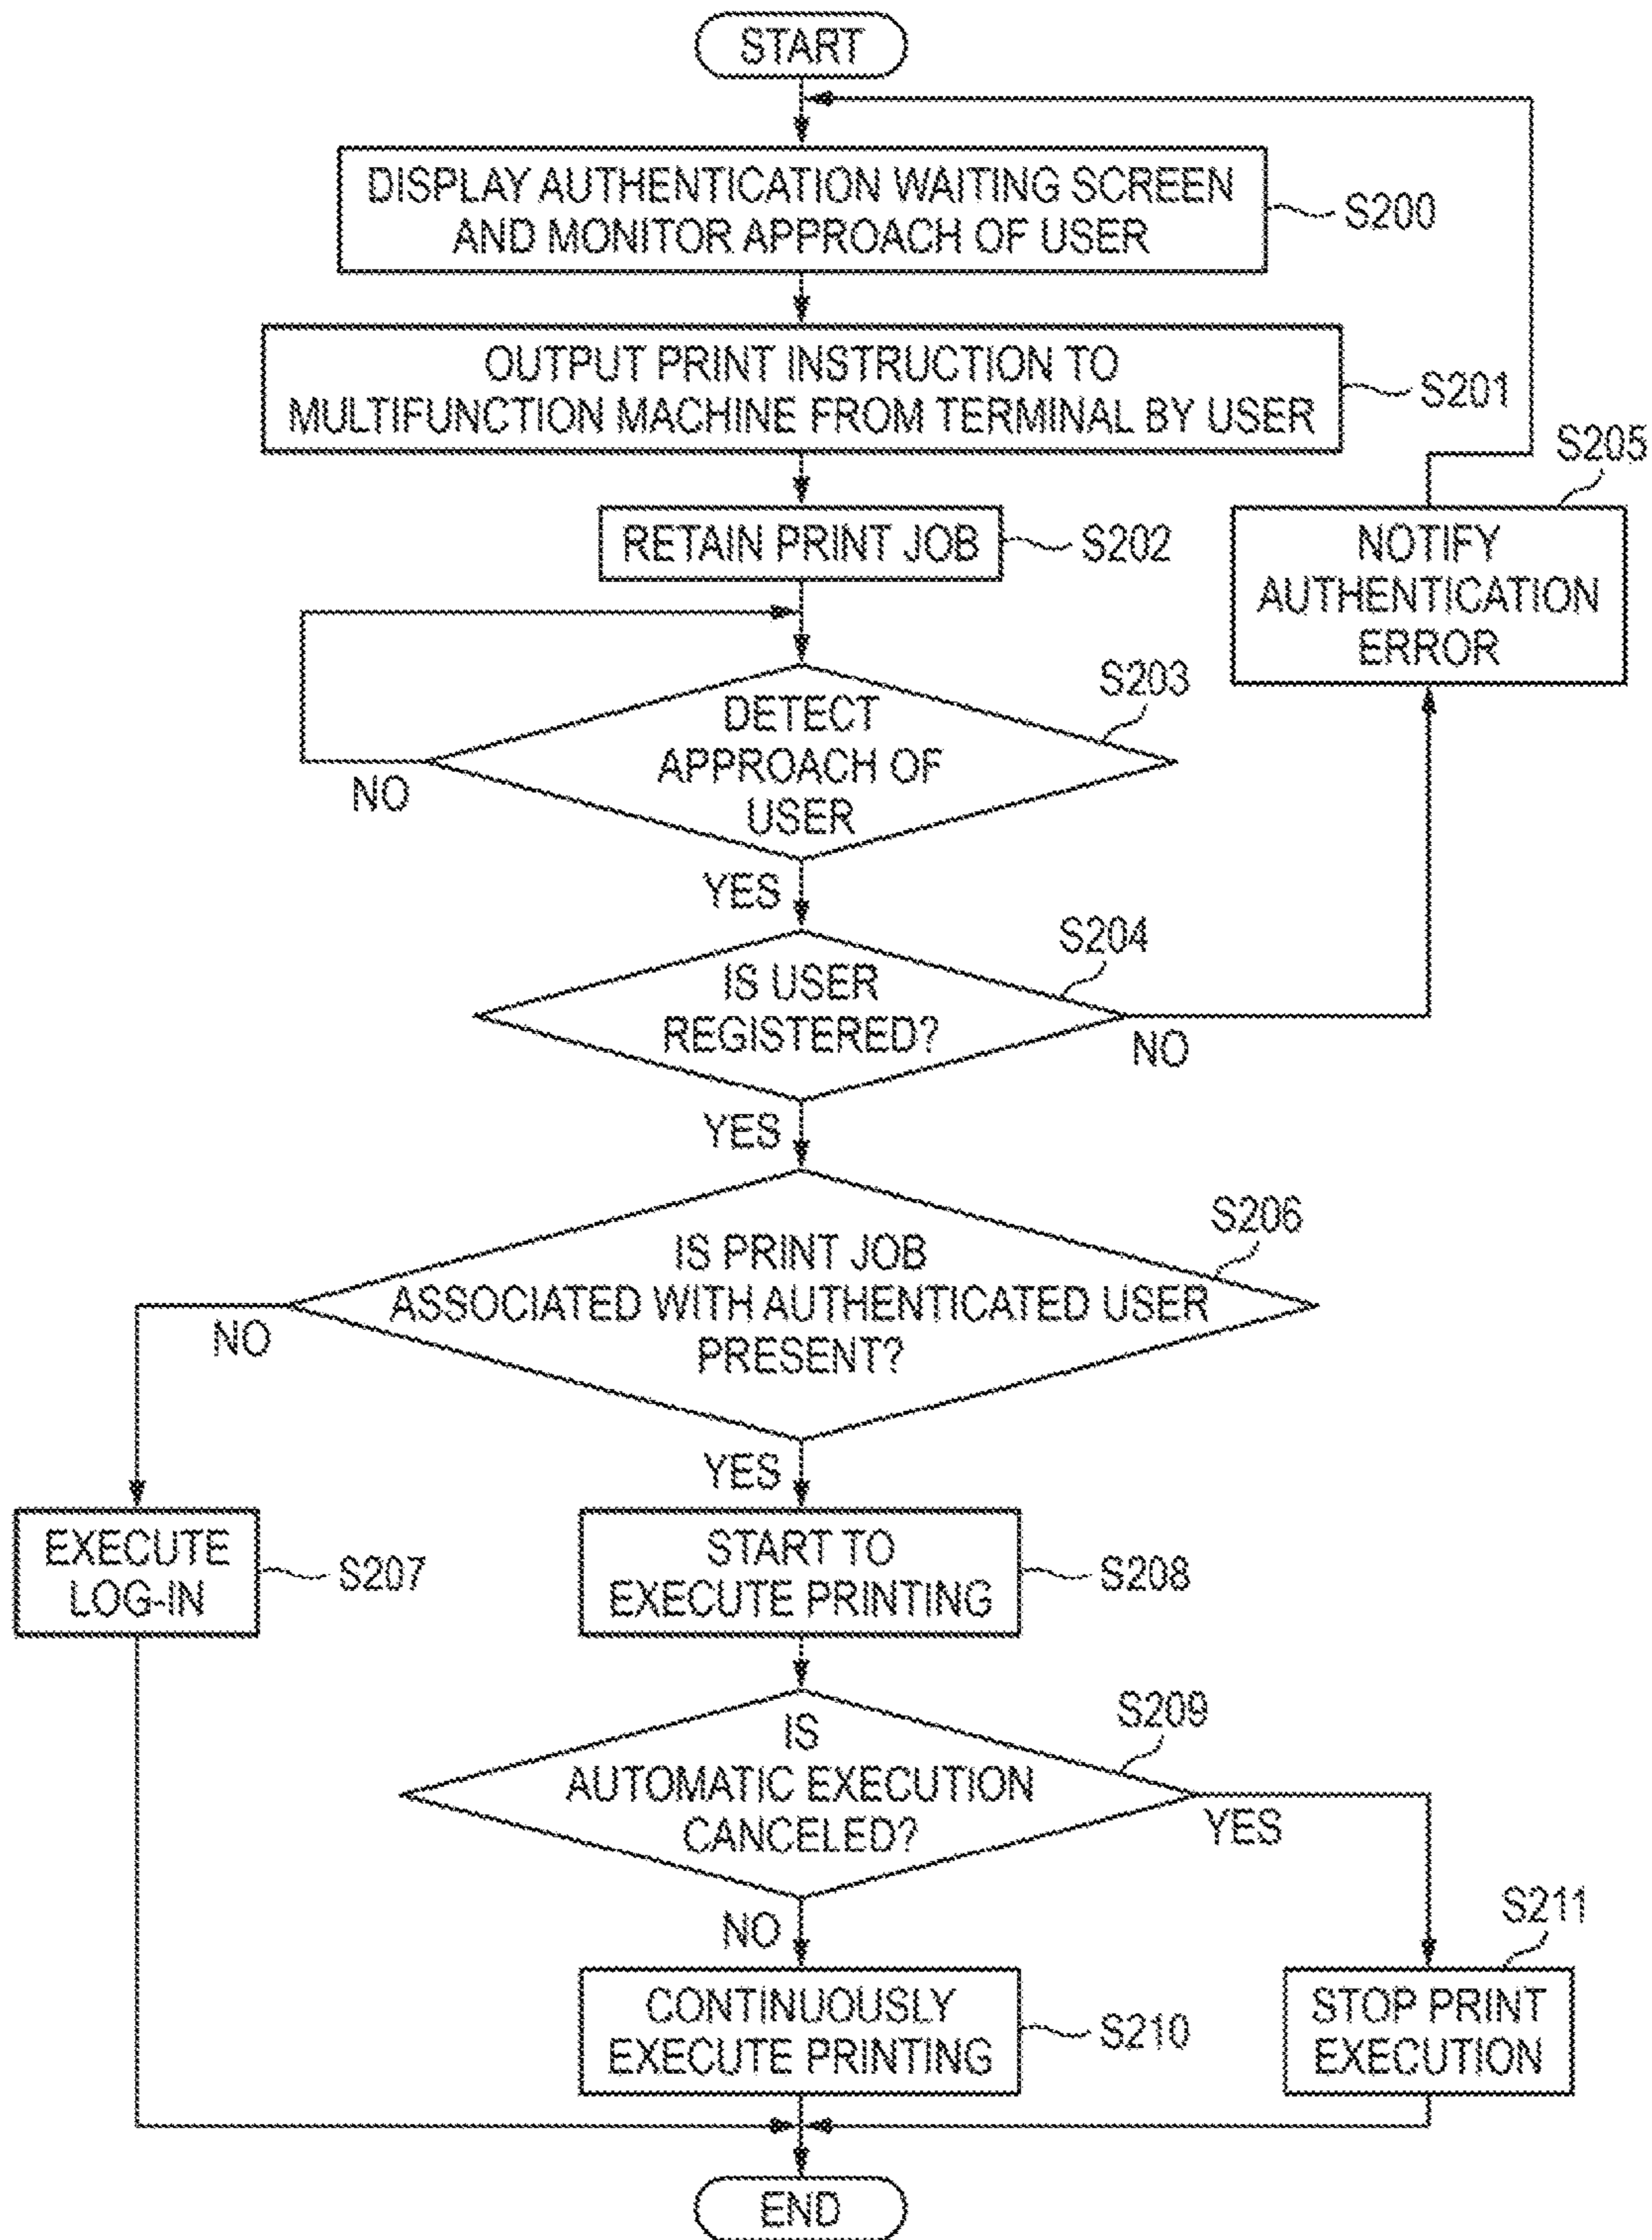 START
DISPLAY AUTHENTICATION WAITING SCREEN
AND MONITOR APPROACH OF USER
S200
OUTPUT PRINT INSTRUCTION TO
MULTIFUNCTION MACHINE FROM TERMINAL BY USER
S201
S205
RETAIN PRINT JOB
S202
NOTIFY
AUTHENTICATION
ERROR
S203
DETECT
APPROACH OF
USER
NO
YES
S204
IS USER
REGISTERED?
NO
YES
S206
IS PRINT JOB
ASSOCIATED WITH AUTHENTICATED USER
PRESENT?
NO
YES
EXECUTE
LOG-IN
S207
START TO
EXECUTE PRINTING
S208
S209
IS
AUTOMATIC EXECUTION
CANCELED?
YES
NO
S211
CONTINUOUSLY
EXECUTE PRINTING
S210
STOP PRINT
EXECUTION
END